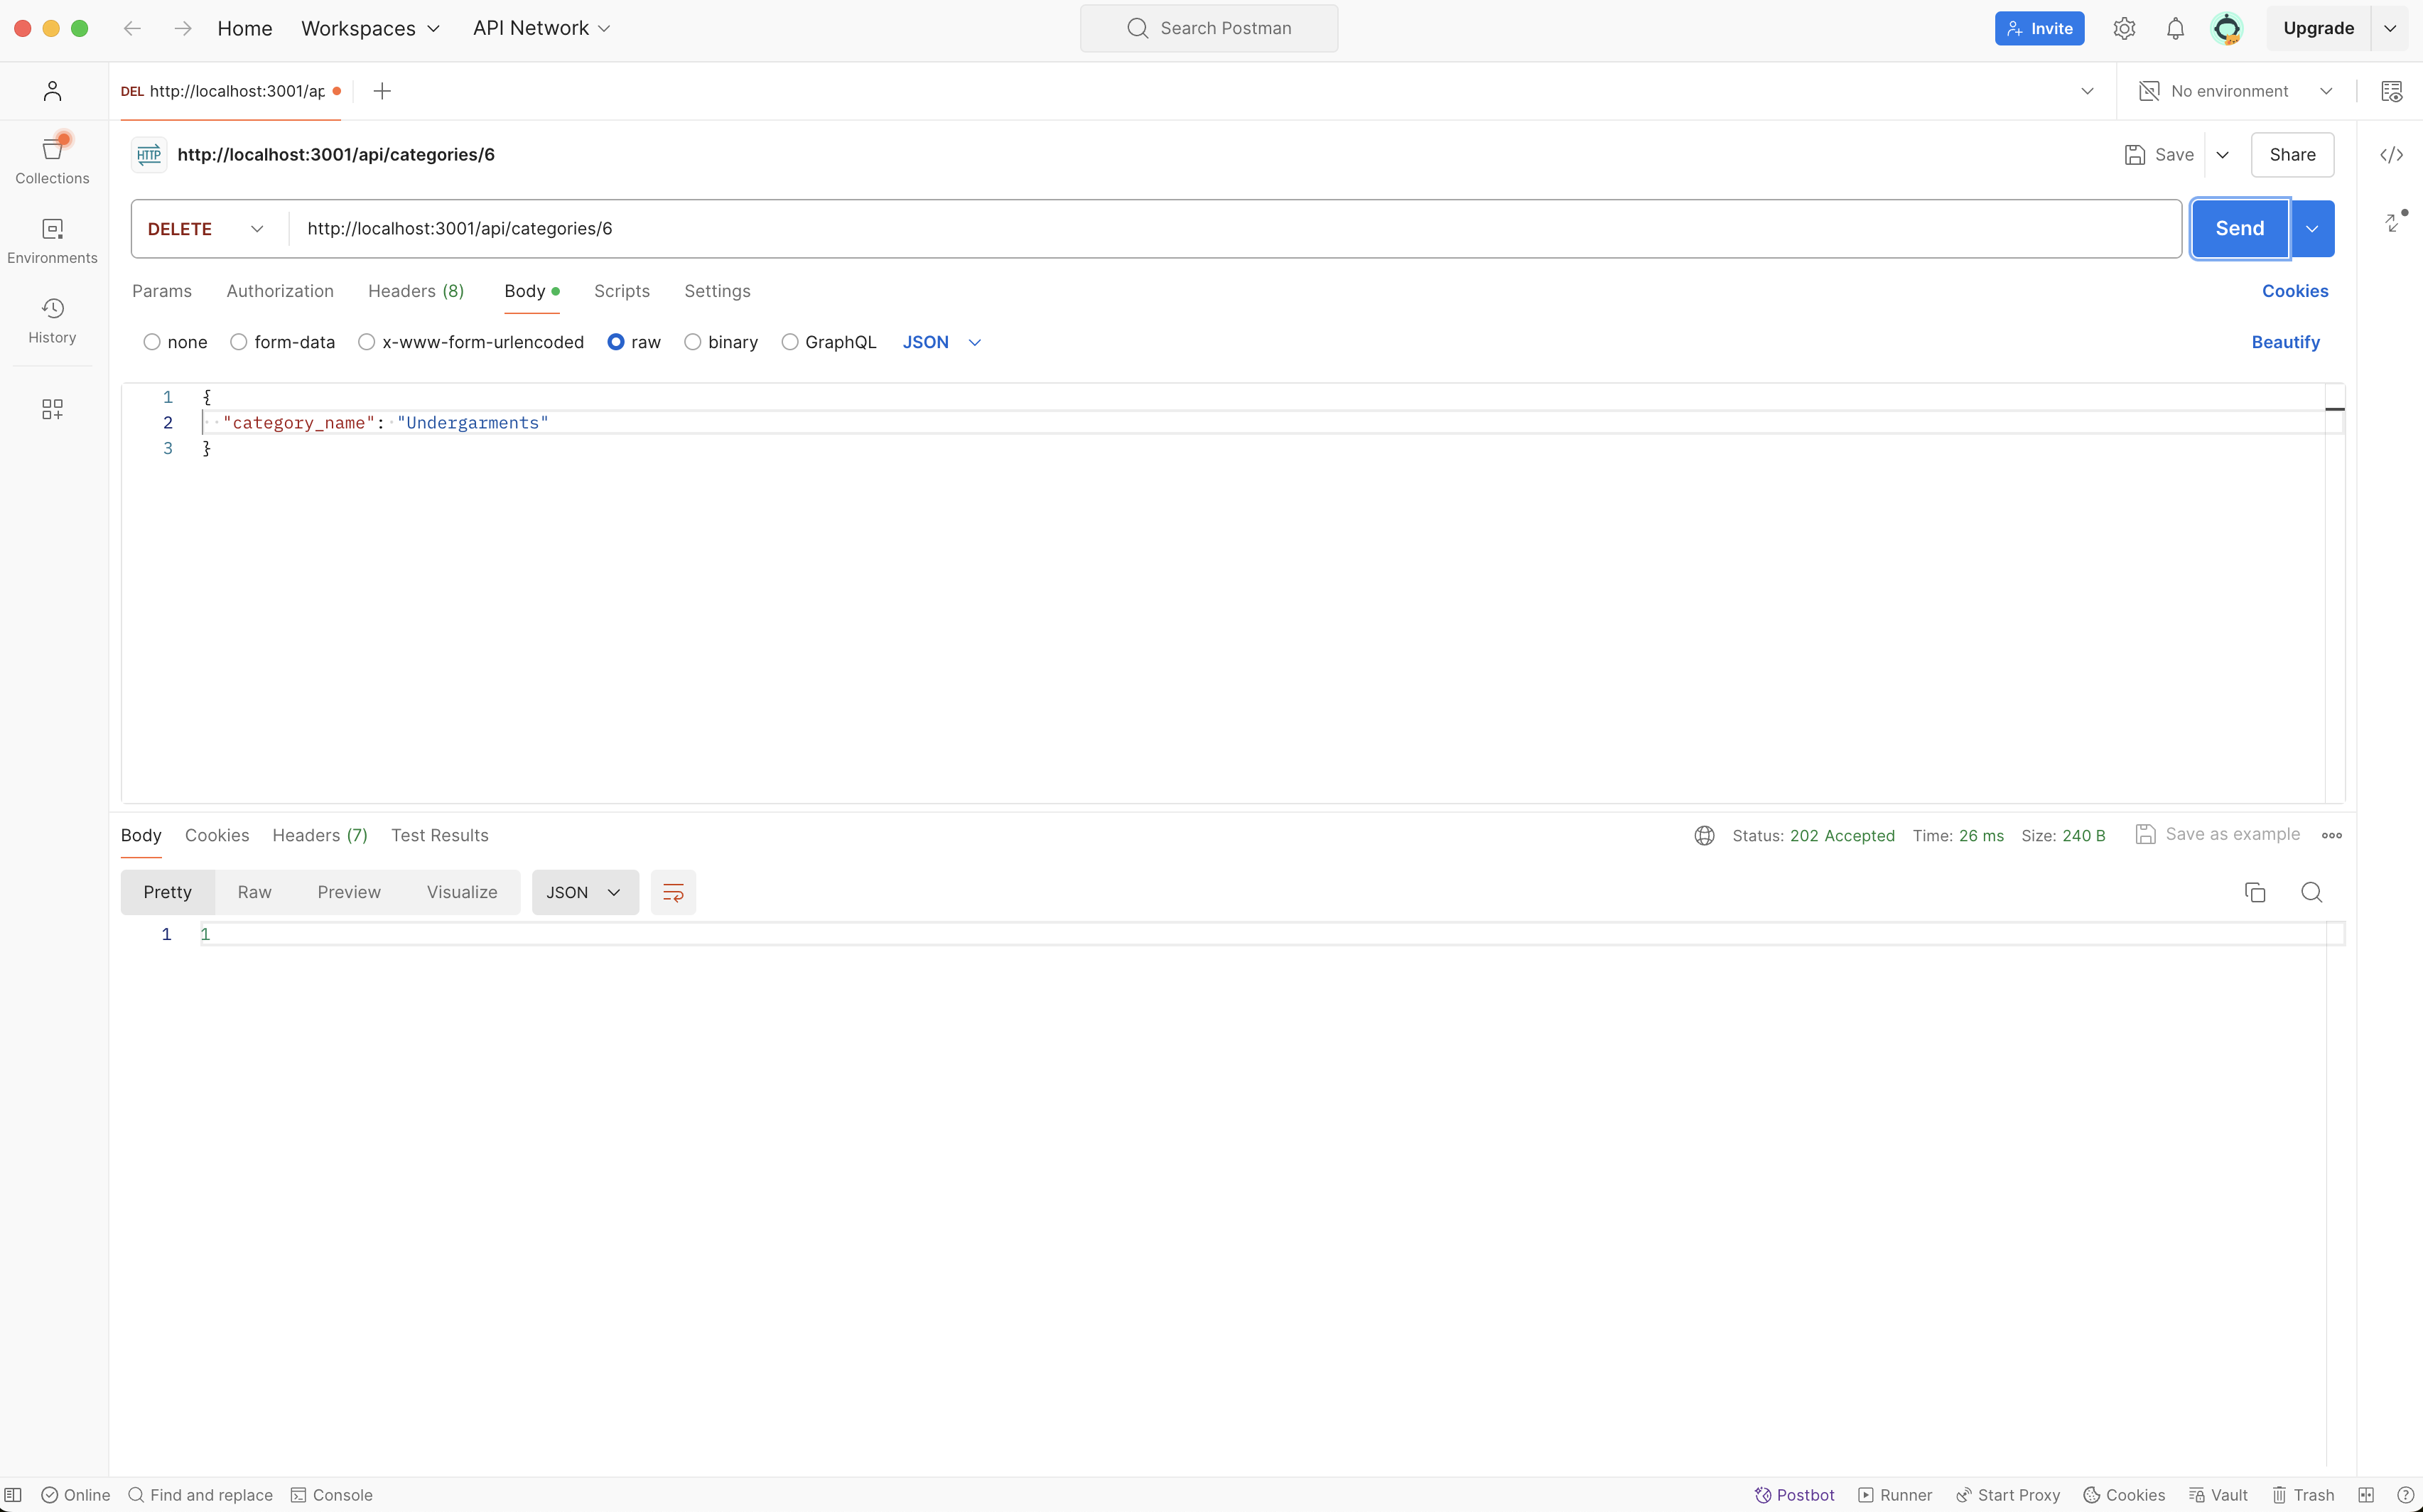 Home Workspaces API Network Search Postman Invite Upgrade
DEL http://localhost:3001/ap No environment
Collections
Environments
History
HTTP http://localhost:3001/api/categories/6 Save Share
DELETE http://localhost:3001/api/categories/6 Send
Params Authorization Headers (8) Body Scripts Settings Cookies
none form-data x-www-form-urlencoded raw binary GraphQL JSON Beautify
1 {
2 "category_name": "Undergarments"
3 }
Body Cookies Headers (7) Test Results Status: 202 Accepted Time: 26 ms Size: 240 B Save as example
Pretty Raw Preview Visualize JSON
1 1
Online Find and replace Console Postbot Runner Start Proxy Cookies Vault Trash